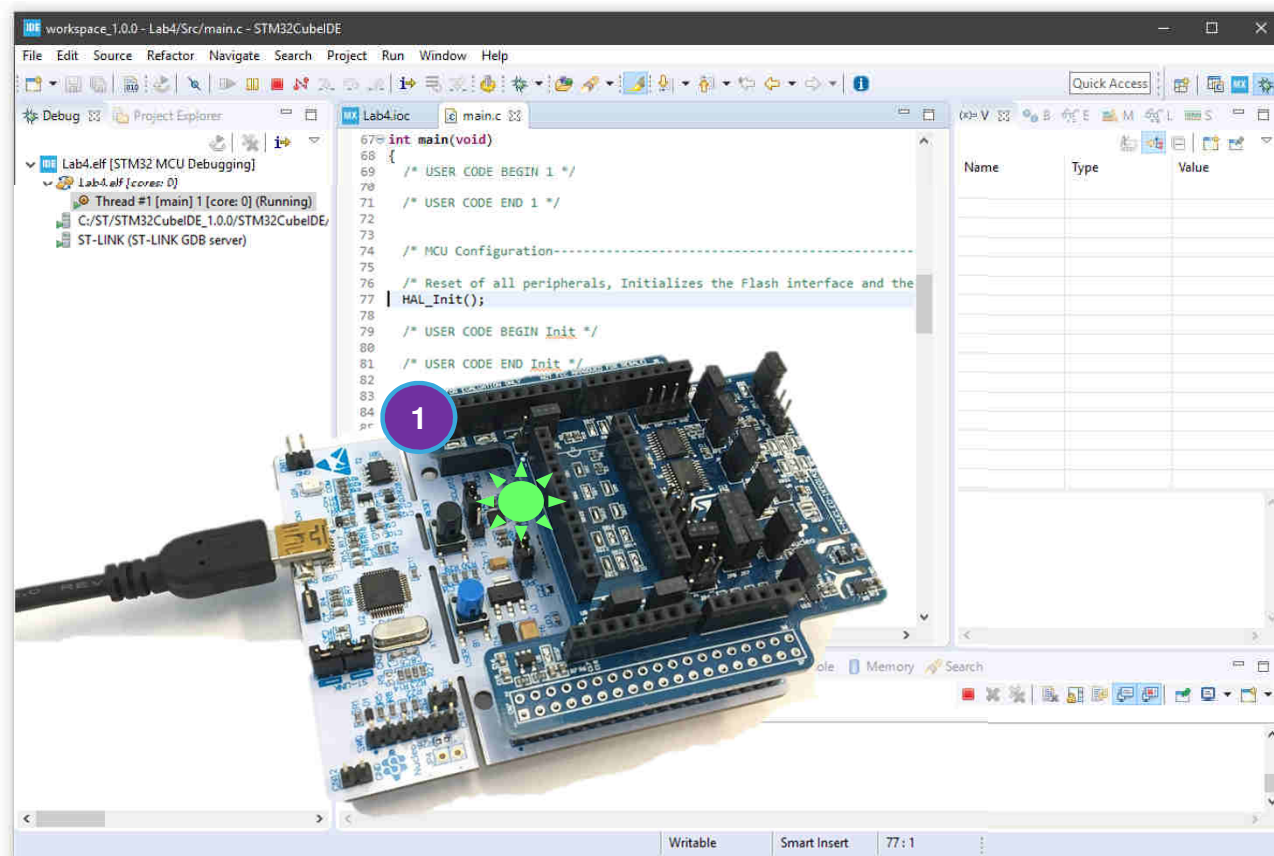 workspace_1.0.0 - Lab4/Src/main.c - STM32CubeIDE
File Edit Source Refactor Navigate Search Project Run Window Help
Quick Access
Debug
Project Explorer
Lab4.elf [STM32 MCU Debugging]
Lab4.elf [cores: 0]
Thread #1 [main] 1 [core: 0] (Running)
C:/ST/STM32CubeIDE_1.0.0/STM32CubeIDE/
ST-LINK (ST-LINK GDB server)
Lab4.ioc
main.c
67 int main(void)
68 {
69 /* USER CODE BEGIN 1 */
70
71 /* USER CODE END 1 */
72
73
74 /* MCU Configuration--------------------------------------------------
75
76 /* Reset of all peripherals, Initializes the Flash interface and the
77 HAL_Init();
78
79 /* USER CODE BEGIN Init */
80
81 /* USER CODE END Init */
82
83
84
85
1
(x)= V B E M L S
Name Type Value
ole Memory Search
Writable Smart Insert 77 : 1